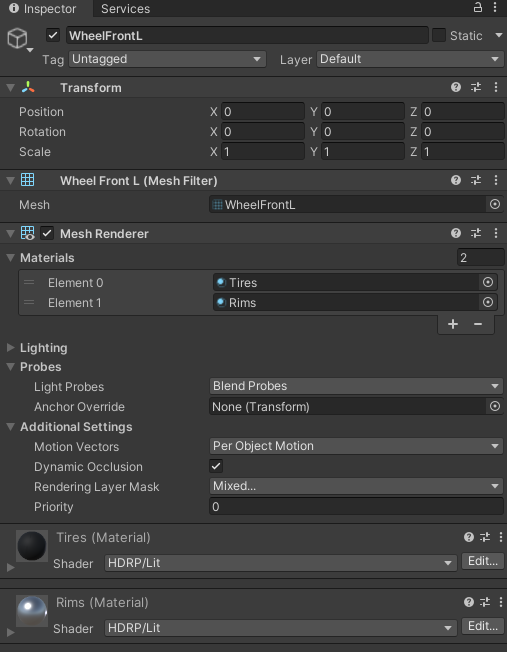 Inspector Services
WheelFrontL Static
Tag Untagged Layer Default
Transform
Position X 0 Y 0 Z 0
Rotation X 0 Y 0 Z 0
Scale X 1 Y 1 Z 1
Wheel Front L (Mesh Filter)
Mesh WheelFrontL
Mesh Renderer
Materials 2
Element 0 Tires
Element 1 Rims
+ −
Lighting
Probes
Light Probes Blend Probes
Anchor Override None (Transform)
Additional Settings
Motion Vectors Per Object Motion
Dynamic Occlusion
Rendering Layer Mask Mixed...
Priority 0
Tires (Material)
Shader HDRP/Lit Edit...
Rims (Material)
Shader HDRP/Lit Edit...